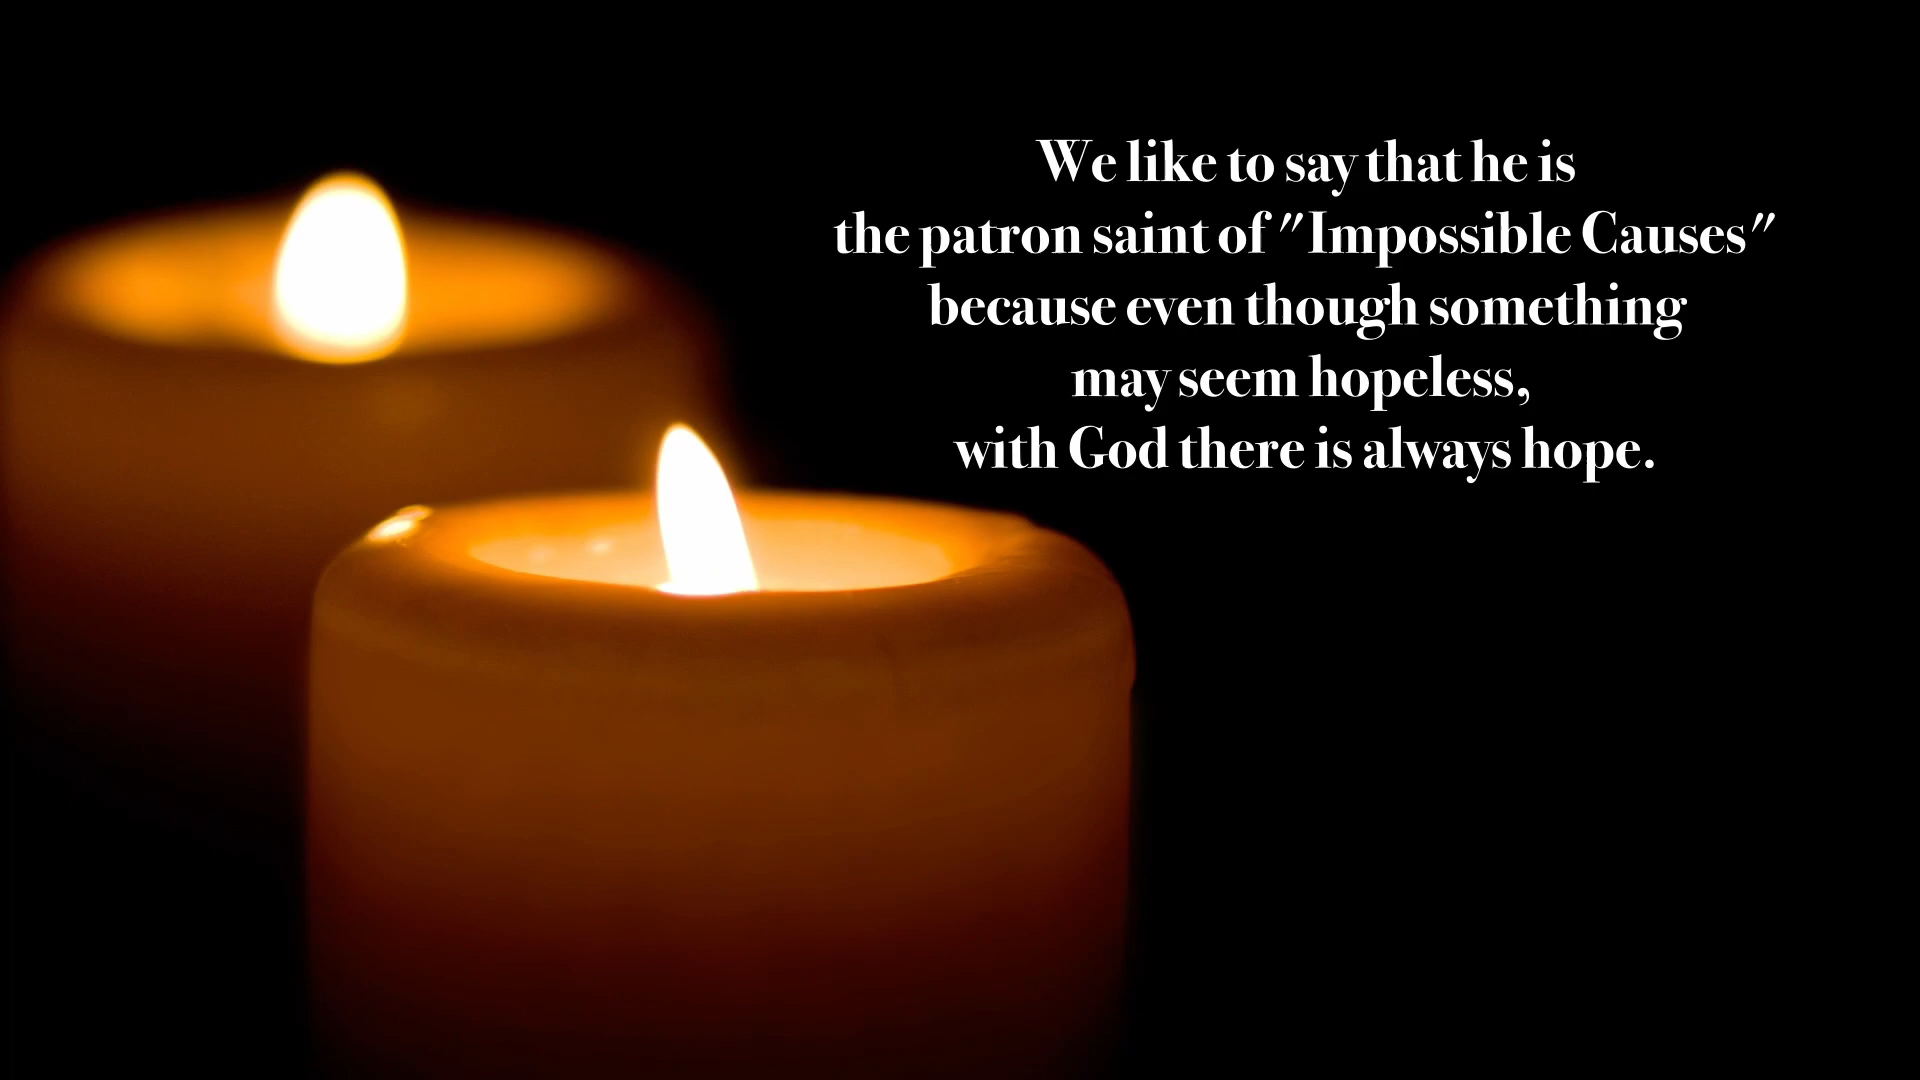 We like to say that he is
the patron saint of "Impossible Causes"
because even though something
may seem hopeless,
with God there is always hope.